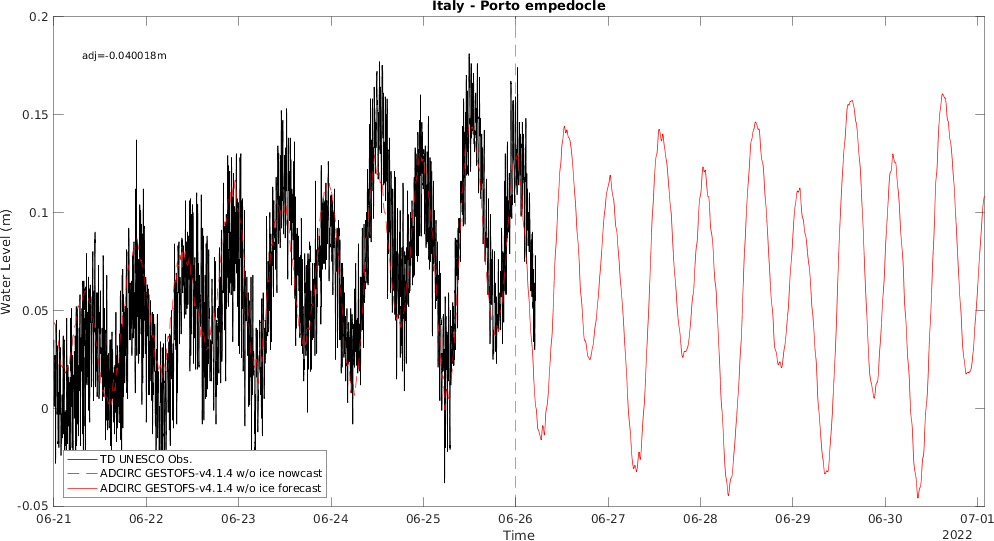 Italy - Porto empedocle
0.2
adj=-0.040018m
0.15
0.1
0.05
0
-0.05
Water Level (m)
TD UNESCO Obs.
ADCIRC GESTOFS-v4.1.4 w/o ice nowcast
ADCIRC GESTOFS-v4.1.4 w/o ice forecast
06-21 06-22 06-23 06-24 06-25 06-26 06-27 06-28 06-29 06-30 07-01
Time
2022